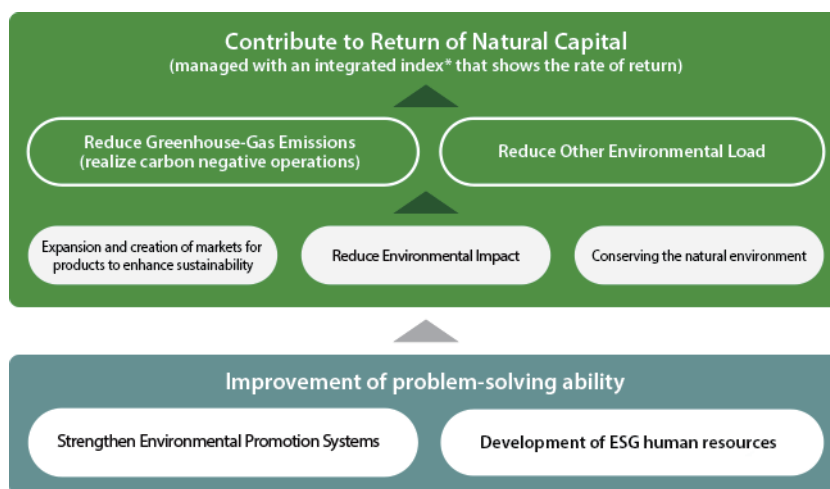 Contribute to Return of Natural Capital
(managed with an integrated index* that shows the rate of return)
Reduce Greenhouse-Gas Emissions
(realize carbon negative operations)
Reduce Other Environmental Load
Expansion and creation of markets for
products to enhance sustainability
Reduce Environmental Impact
Conserving the natural environment
Improvement of problem-solving ability
Strengthen Environmental Promotion Systems
Development of ESG human resources